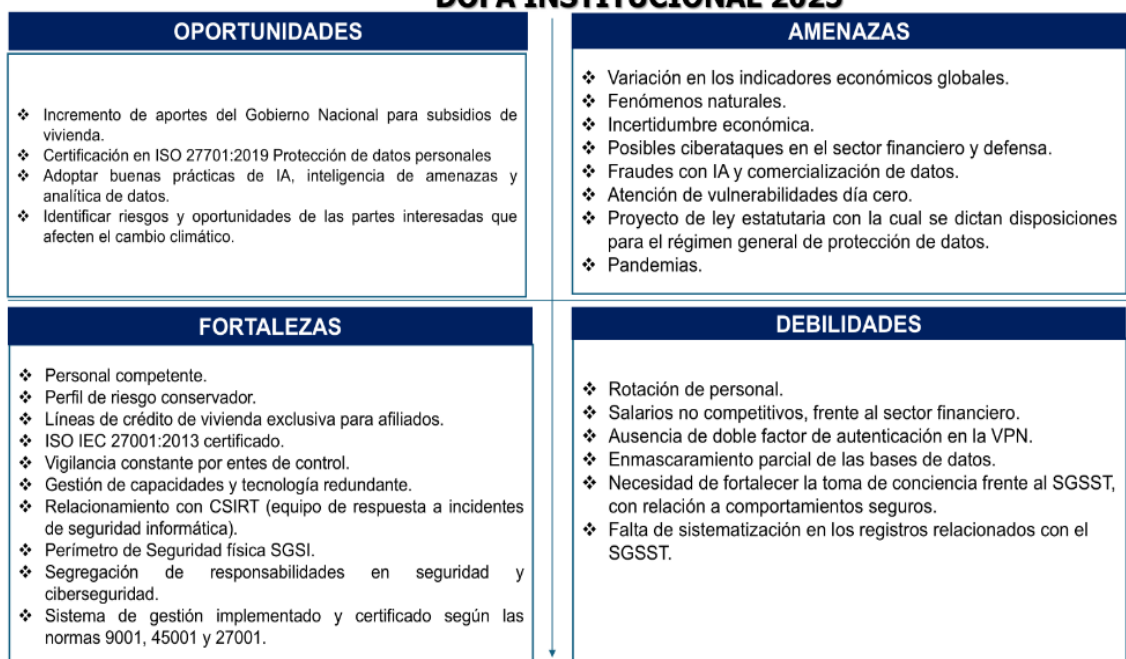 DOFA INSTITUCIONAL 2025
OPORTUNIDADES
❖ Incremento de aportes del Gobierno Nacional para subsidios de
vivienda.
❖ Certificación en ISO 27701:2019 Protección de datos personales
❖ Adoptar buenas prácticas de IA, inteligencia de amenazas y
analítica de datos.
❖ Identificar riesgos y oportunidades de las partes interesadas que
afecten el cambio climático.
AMENAZAS
❖ Variación en los indicadores económicos globales.
❖ Fenómenos naturales.
❖ Incertidumbre económica.
❖ Posibles ciberataques en el sector financiero y defensa.
❖ Fraudes con IA y comercialización de datos.
❖ Atención de vulnerabilidades día cero.
❖ Proyecto de ley estatutaria con la cual se dictan disposiciones
para el régimen general de protección de datos.
❖ Pandemias.
FORTALEZAS
❖ Personal competente.
❖ Perfil de riesgo conservador.
❖ Líneas de crédito de vivienda exclusiva para afiliados.
❖ ISO IEC 27001:2013 certificado.
❖ Vigilancia constante por entes de control.
❖ Gestión de capacidades y tecnología redundante.
❖ Relacionamiento con CSIRT (equipo de respuesta a incidentes
de seguridad informática).
❖ Perímetro de Seguridad física SGSI.
❖ Segregación de responsabilidades en seguridad y
ciberseguridad.
❖ Sistema de gestión implementado y certificado según las
normas 9001, 45001 y 27001.
DEBILIDADES
❖ Rotación de personal.
❖ Salarios no competitivos, frente al sector financiero.
❖ Ausencia de doble factor de autenticación en la VPN.
❖ Enmascaramiento parcial de las bases de datos.
❖ Necesidad de fortalecer la toma de conciencia frente al SGSST,
con relación a comportamientos seguros.
❖ Falta de sistematización en los registros relacionados con el
SGSST.